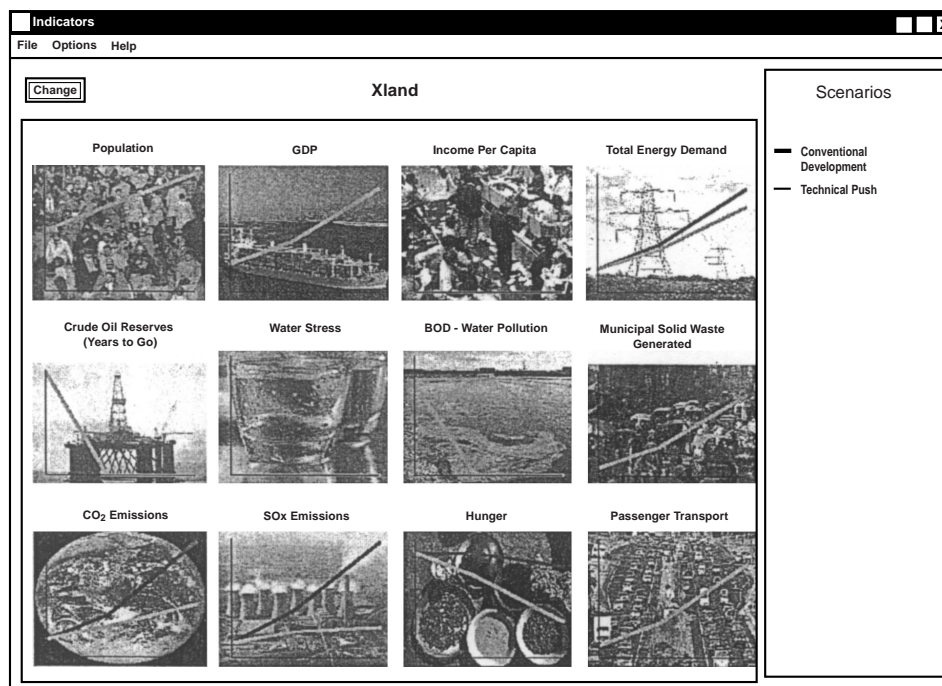 Indicators
File Options Help
Change
Xland
Scenarios
Population
GDP
Income Per Capita
Total Energy Demand
Conventional
Development
Technical Push
Crude Oil Reserves
(Years to Go)
Water Stress
BOD - Water Pollution
Municipal Solid Waste
Generated
CO2 Emissions
SOx Emissions
Hunger
Passenger Transport